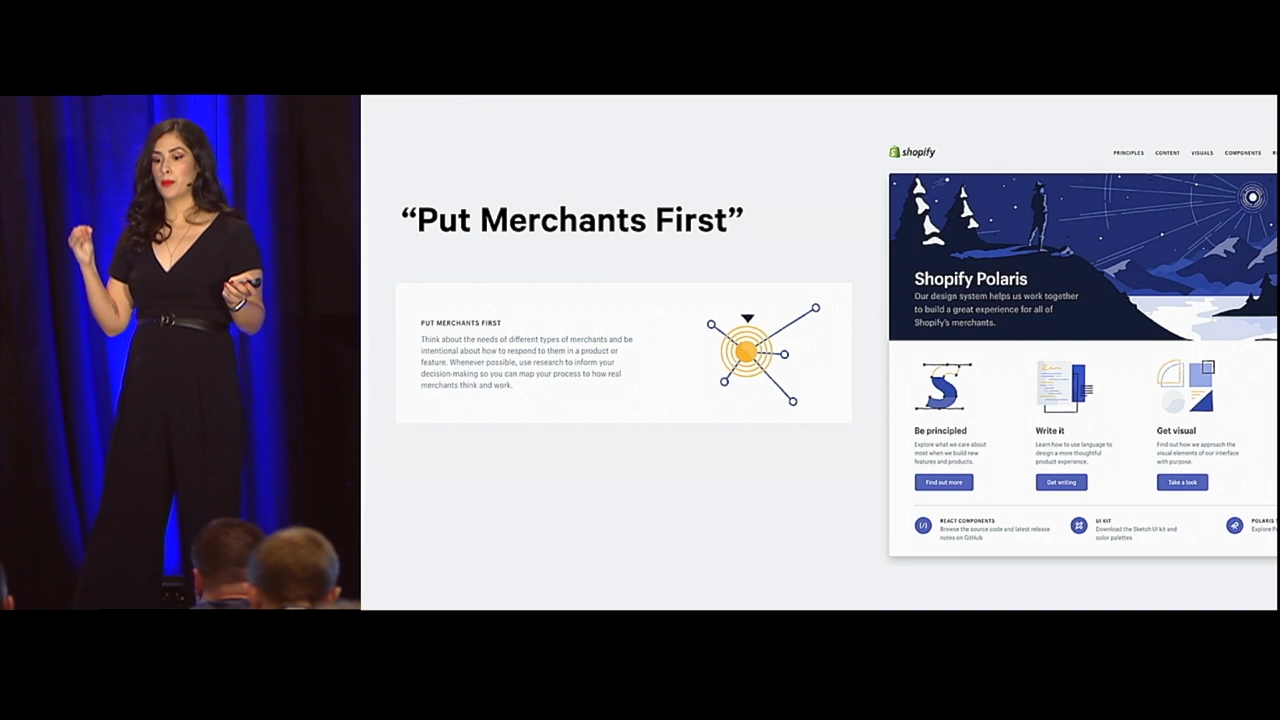 “Put Merchants First”
PUT MERCHANTS FIRST
Think about the needs of different types of merchants and be
intentional about how to respond to them in a product or
feature. Whenever possible, use research to inform your
decision-making so you can map your process to how real
merchants think and work.
shopify
PRINCIPLES CONTENT VISUALS COMPONENTS
Shopify Polaris
Our design system helps us work together
to build a great experience for all of
Shopify's merchants.
Be principled
Explore what we care about
most when we build new
features and products.
Find out more
Write it
Learn how to use language to
design a more thoughtful
product experience.
Get writing
Get visual
Find out how we approach the
visual elements of our interface
with purpose.
Take a look
REACT COMPONENTS
Browse the source code and latest release
notes on GitHub
UI KIT
Download the Sketch UI kit and
color palettes
POLARIS
Explore